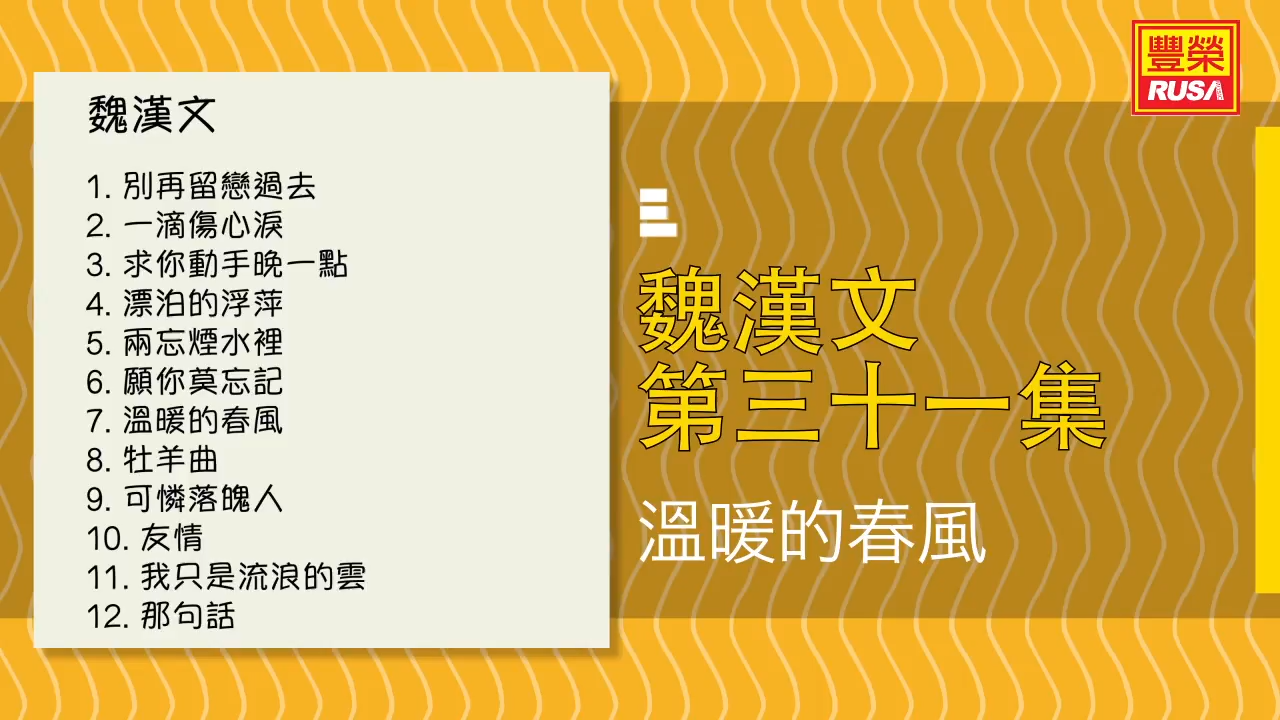 魏漢文
1. 別再留戀過去
2. 一滴傷心淚
3. 求你動手晚一點
4. 漂泊的浮萍
5. 兩忘煙水裡
6. 願你莫忘記
7. 溫暖的春風
8. 牡羊曲
9. 可憐落魄人
10. 友情
11. 我只是流浪的雲
12. 那句話
豐榮
RUSA
魏漢文
第三十一集
溫暖的春風